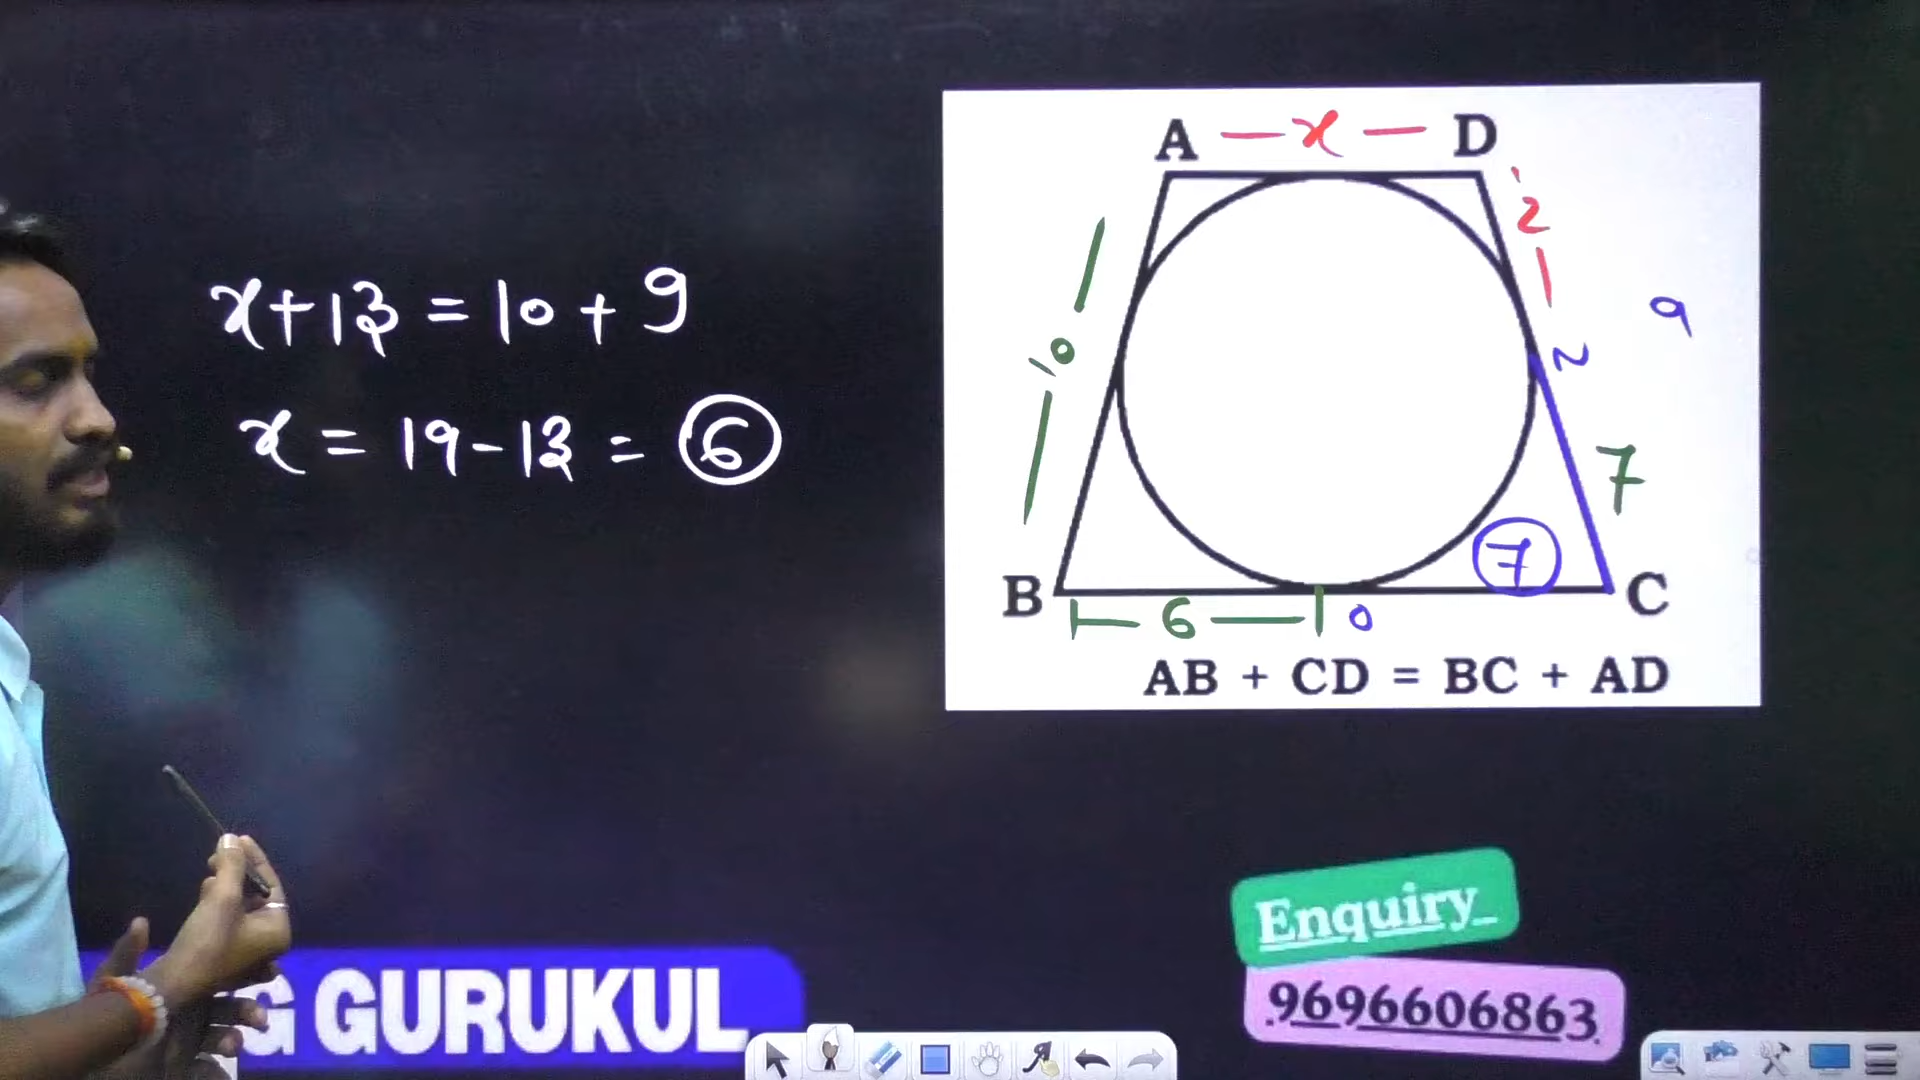 x+13 = 10 + 9
x = 19-13 = 6
A — x — D
2
9
10
2
7
7
B
C
6
0
AB + CD = BC + AD
Enquiry
9696606863
G GURUKUL